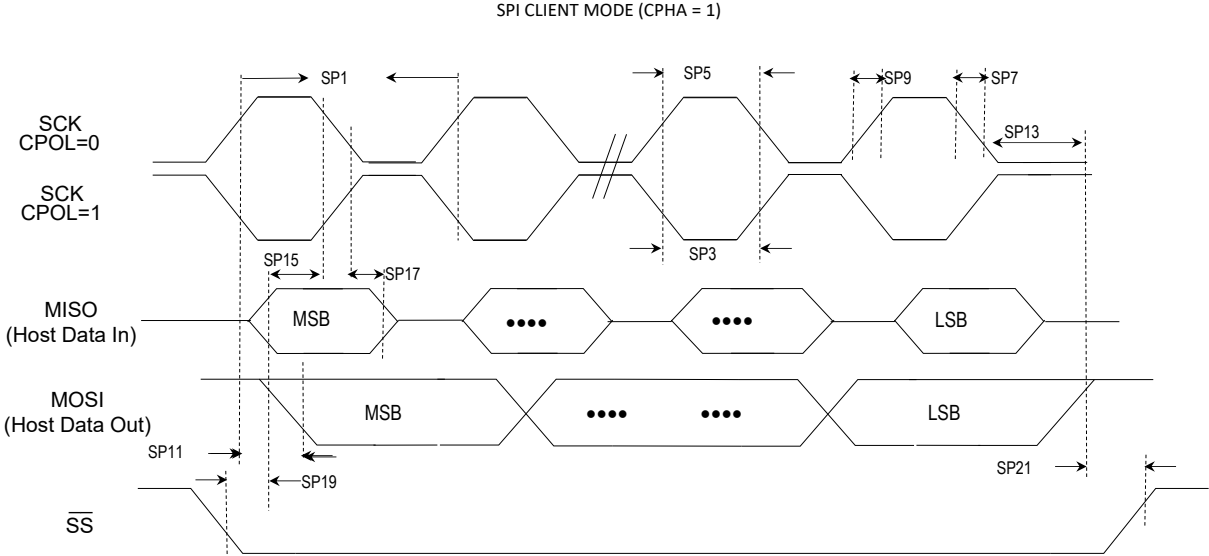 SPI CLIENT MODE (CPHA = 1)
SP1
SP5
SP9
SP7
SCK
CPOL=0
SP13
SCK
CPOL=1
SP3
SP15
SP17
MISO
(Host Data In)
MSB
••••
••••
LSB
MOSI
(Host Data Out)
MSB
••••
••••
LSB
SP11
SP19
SP21
SS